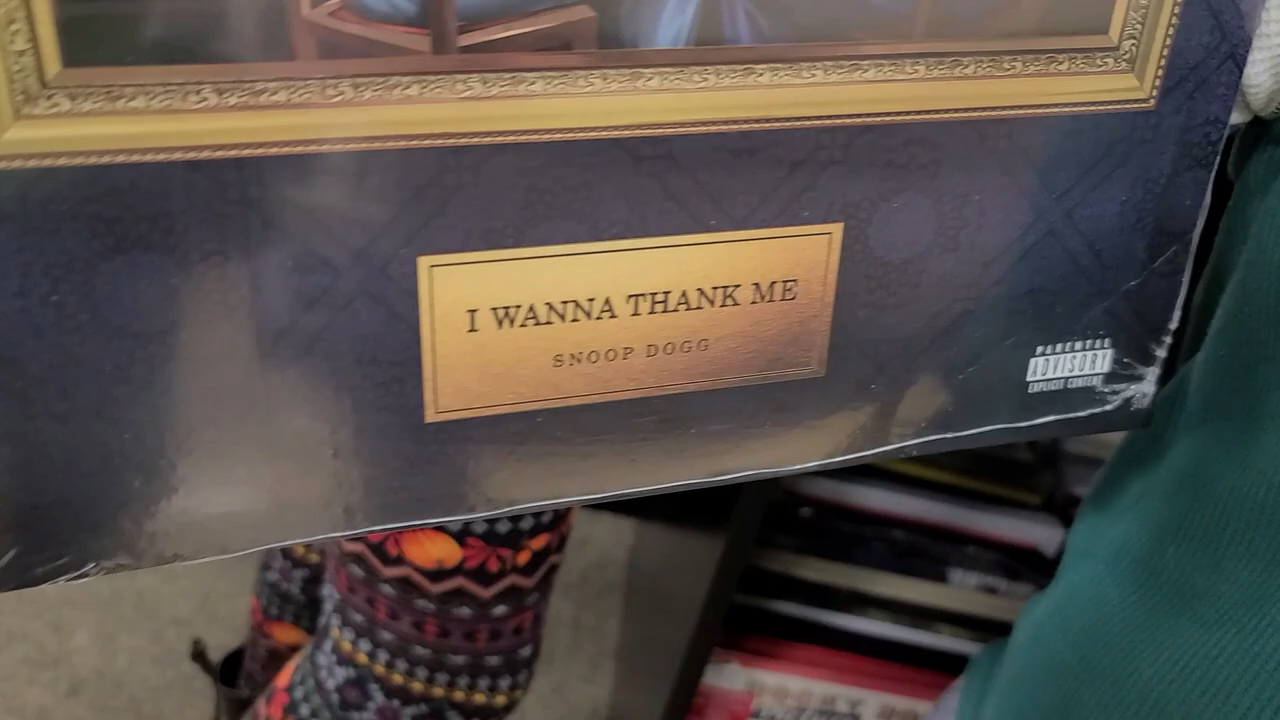 I WANNA THANK ME
SNOOP DOGG
PARENTAL
ADVISORY
EXPLICIT CONTENT